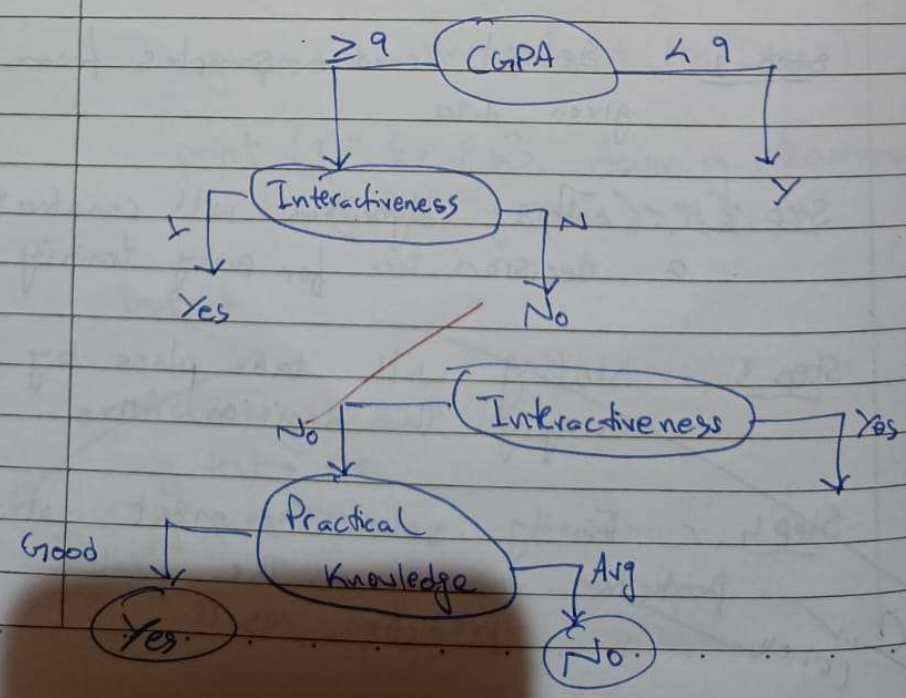 ≥ 9 CGPA < 9
Interactiveness Y
Y N
Yes No
Interactiveness
No Yes
Practical
Knowledge
Good Avg
Yes No